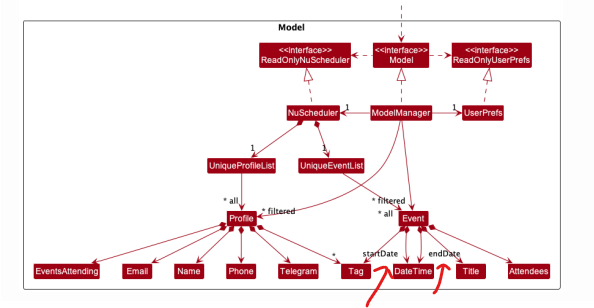 Model
<<interface>>
ReadOnlyNuScheduler
<<interface>>
Model
<<interface>>
ReadOnlyUserPrefs
NuScheduler
1
ModelManager
1
UserPrefs
1
1
UniqueProfileList
UniqueEventList
* all
* filtered
* filtered
* all
Profile
Event
*
startDate
endDate
EventsAttending
Email
Name
Phone
Telegram
Tag
DateTime
Title
Attendees